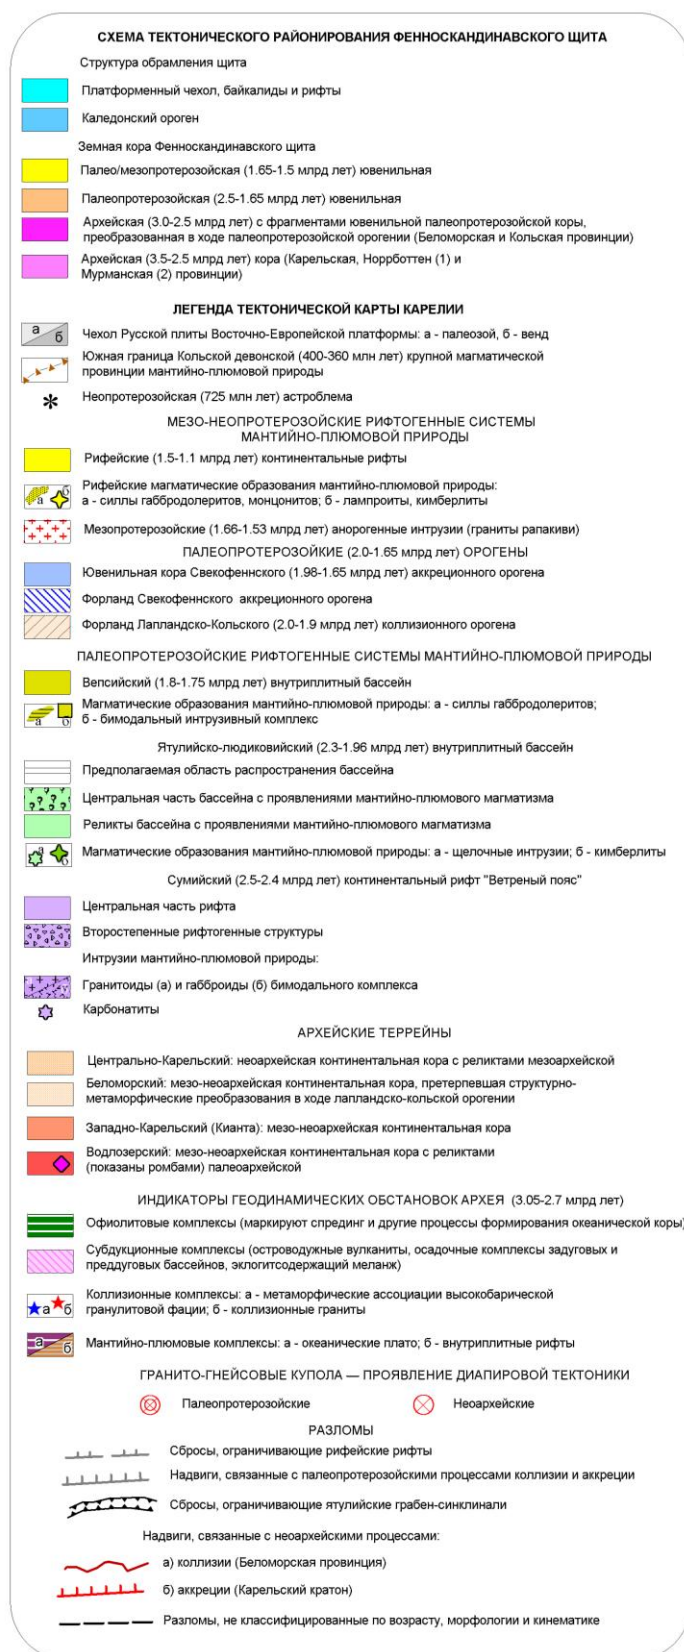 СХЕМА ТЕКТОНИЧЕСКОГО РАЙОНИРОВАНИЯ ФЕННОСКАНДИНАВСКОГО ЩИТА
Структура обрамления щита
Платформенный чехол, байкалиды и рифты
Каледонский ороген
Земная кора Фенноскандинавского щита
Палео/мезопротерозойская (1.65-1.5 млрд лет) ювенильная
Палеопротерозойская (2.5-1.65 млрд лет) ювенильная
Архейская (3.0-2.5 млрд лет) с фрагментами ювенильной палеопротерозойской коры,
преобразованная в ходе палеопротерозойской орогении (Беломорская и Кольская провинции)
Архейская (3.5-2.5 млрд лет) кора (Карельская, Норрботтен (1) и
Мурманская (2) провинции)
ЛЕГЕНДА ТЕКТОНИЧЕСКОЙ КАРТЫ КАРЕЛИИ
а б Чехол Русской плиты Восточно-Европейской платформы: а - палеозой, б - венд
Южная граница Кольской девонской (400-360 млн лет) крупной магматической
провинции мантийно-плюмовой природы
Неопротерозойская (725 млн лет) астроблема
МЕЗО-НЕОПРОТЕРОЗОЙСКИЕ РИФТОГЕННЫЕ СИСТЕМЫ
МАНТИЙНО-ПЛЮМОВОЙ ПРИРОДЫ
Рифейские (1.5-1.1 млрд лет) континентальные рифты
а б Рифейские магматические образования мантийно-плюмовой природы:
а - силлы габбродолеритов, монцонитов; б - лампроиты, кимберлиты
Мезопротерозойские (1.66-1.53 млрд лет) анорогенные интрузии (граниты рапакиви)
ПАЛЕОПРОТЕРОЗОЙКИЕ (2.0-1.65 млрд лет) ОРОГЕНЫ
Ювенильная кора Свекофеннского (1.98-1.65 млрд лет) аккреционного орогена
Форланд Свекофеннского аккреционного орогена
Форланд Лапландско-Кольского (2.0-1.9 млрд лет) коллизионного орогена
ПАЛЕОПРОТЕРОЗОЙСКИЕ РИФТОГЕННЫЕ СИСТЕМЫ МАНТИЙНО-ПЛЮМОВОЙ ПРИРОДЫ
Вепсийский (1.8-1.75 млрд лет) внутриплитный бассейн
а б Магматические образования мантийно-плюмовой природы: а - силлы габбродолеритов;
б - бимодальный интрузивный комплекс
Ятулийско-людиковийский (2.3-1.96 млрд лет) внутриплитный бассейн
Предполагаемая область распространения бассейна
Центральная часть бассейна с проявлениями мантийно-плюмового магматизма
Реликты бассейна с проявлениями мантийно-плюмового магматизма
а б Магматические образования мантийно-плюмовой природы: а - щелочные интрузии; б - кимберлиты
Сумийский (2.5-2.4 млрд лет) континентальный рифт "Ветреный пояс"
Центральная часть рифта
Второстепенные рифтогенные структуры
Интрузии мантийно-плюмовой природы:
Гранитоиды (а) и габброиды (б) бимодального комплекса
Карбонатиты
АРХЕЙСКИЕ ТЕРРЕЙНЫ
Центрально-Карельский: неоархейская континентальная кора с реликтами мезоархейской
Беломорский: мезо-неоархейская континентальная кора, претерпевшая структурно-
метаморфические преобразования в ходе лапландско-кольской орогении
Западно-Карельский (Кианта): мезо-неоархейская континентальная кора
Водлозерский: мезо-неоархейская континентальная кора с реликтами
(показаны ромбами) палеоархейской
ИНДИКАТОРЫ ГЕОДИНАМИЧЕСКИХ ОБСТАНОВОК АРХЕЯ (3.05-2.7 млрд лет)
Офиолитовые комплексы (маркируют спрединг и другие процессы формирования океанической коры)
Субдукционные комплексы (островодужные вулканиты, осадочные комплексы задуговых и
преддуговых бассейнов, эклогитсодержащий меланж)
а б Коллизионные комплексы: а - метаморфические ассоциации высокобарической
гранулитовой фации; б - коллизионные граниты
а б Мантийно-плюмовые комплексы: а - океанические плато; б - внутриплитные рифты
ГРАНИТО-ГНЕЙСОВЫЕ КУПОЛА — ПРОЯВЛЕНИЕ ДИАПИРОВОЙ ТЕКТОНИКИ
Палеопротерозойские Неоархейские
РАЗЛОМЫ
Сбросы, ограничивающие рифейские рифты
Надвиги, связанные с палеопротерозойскими процессами коллизии и аккреции
Сбросы, ограничивающие ятулийские грабен-синклинали
Надвиги, связанные с неоархейскими процессами:
а) коллизии (Беломорская провинция)
б) аккреции (Карельский кратон)
Разломы, не классифицированные по возрасту, морфологии и кинематике